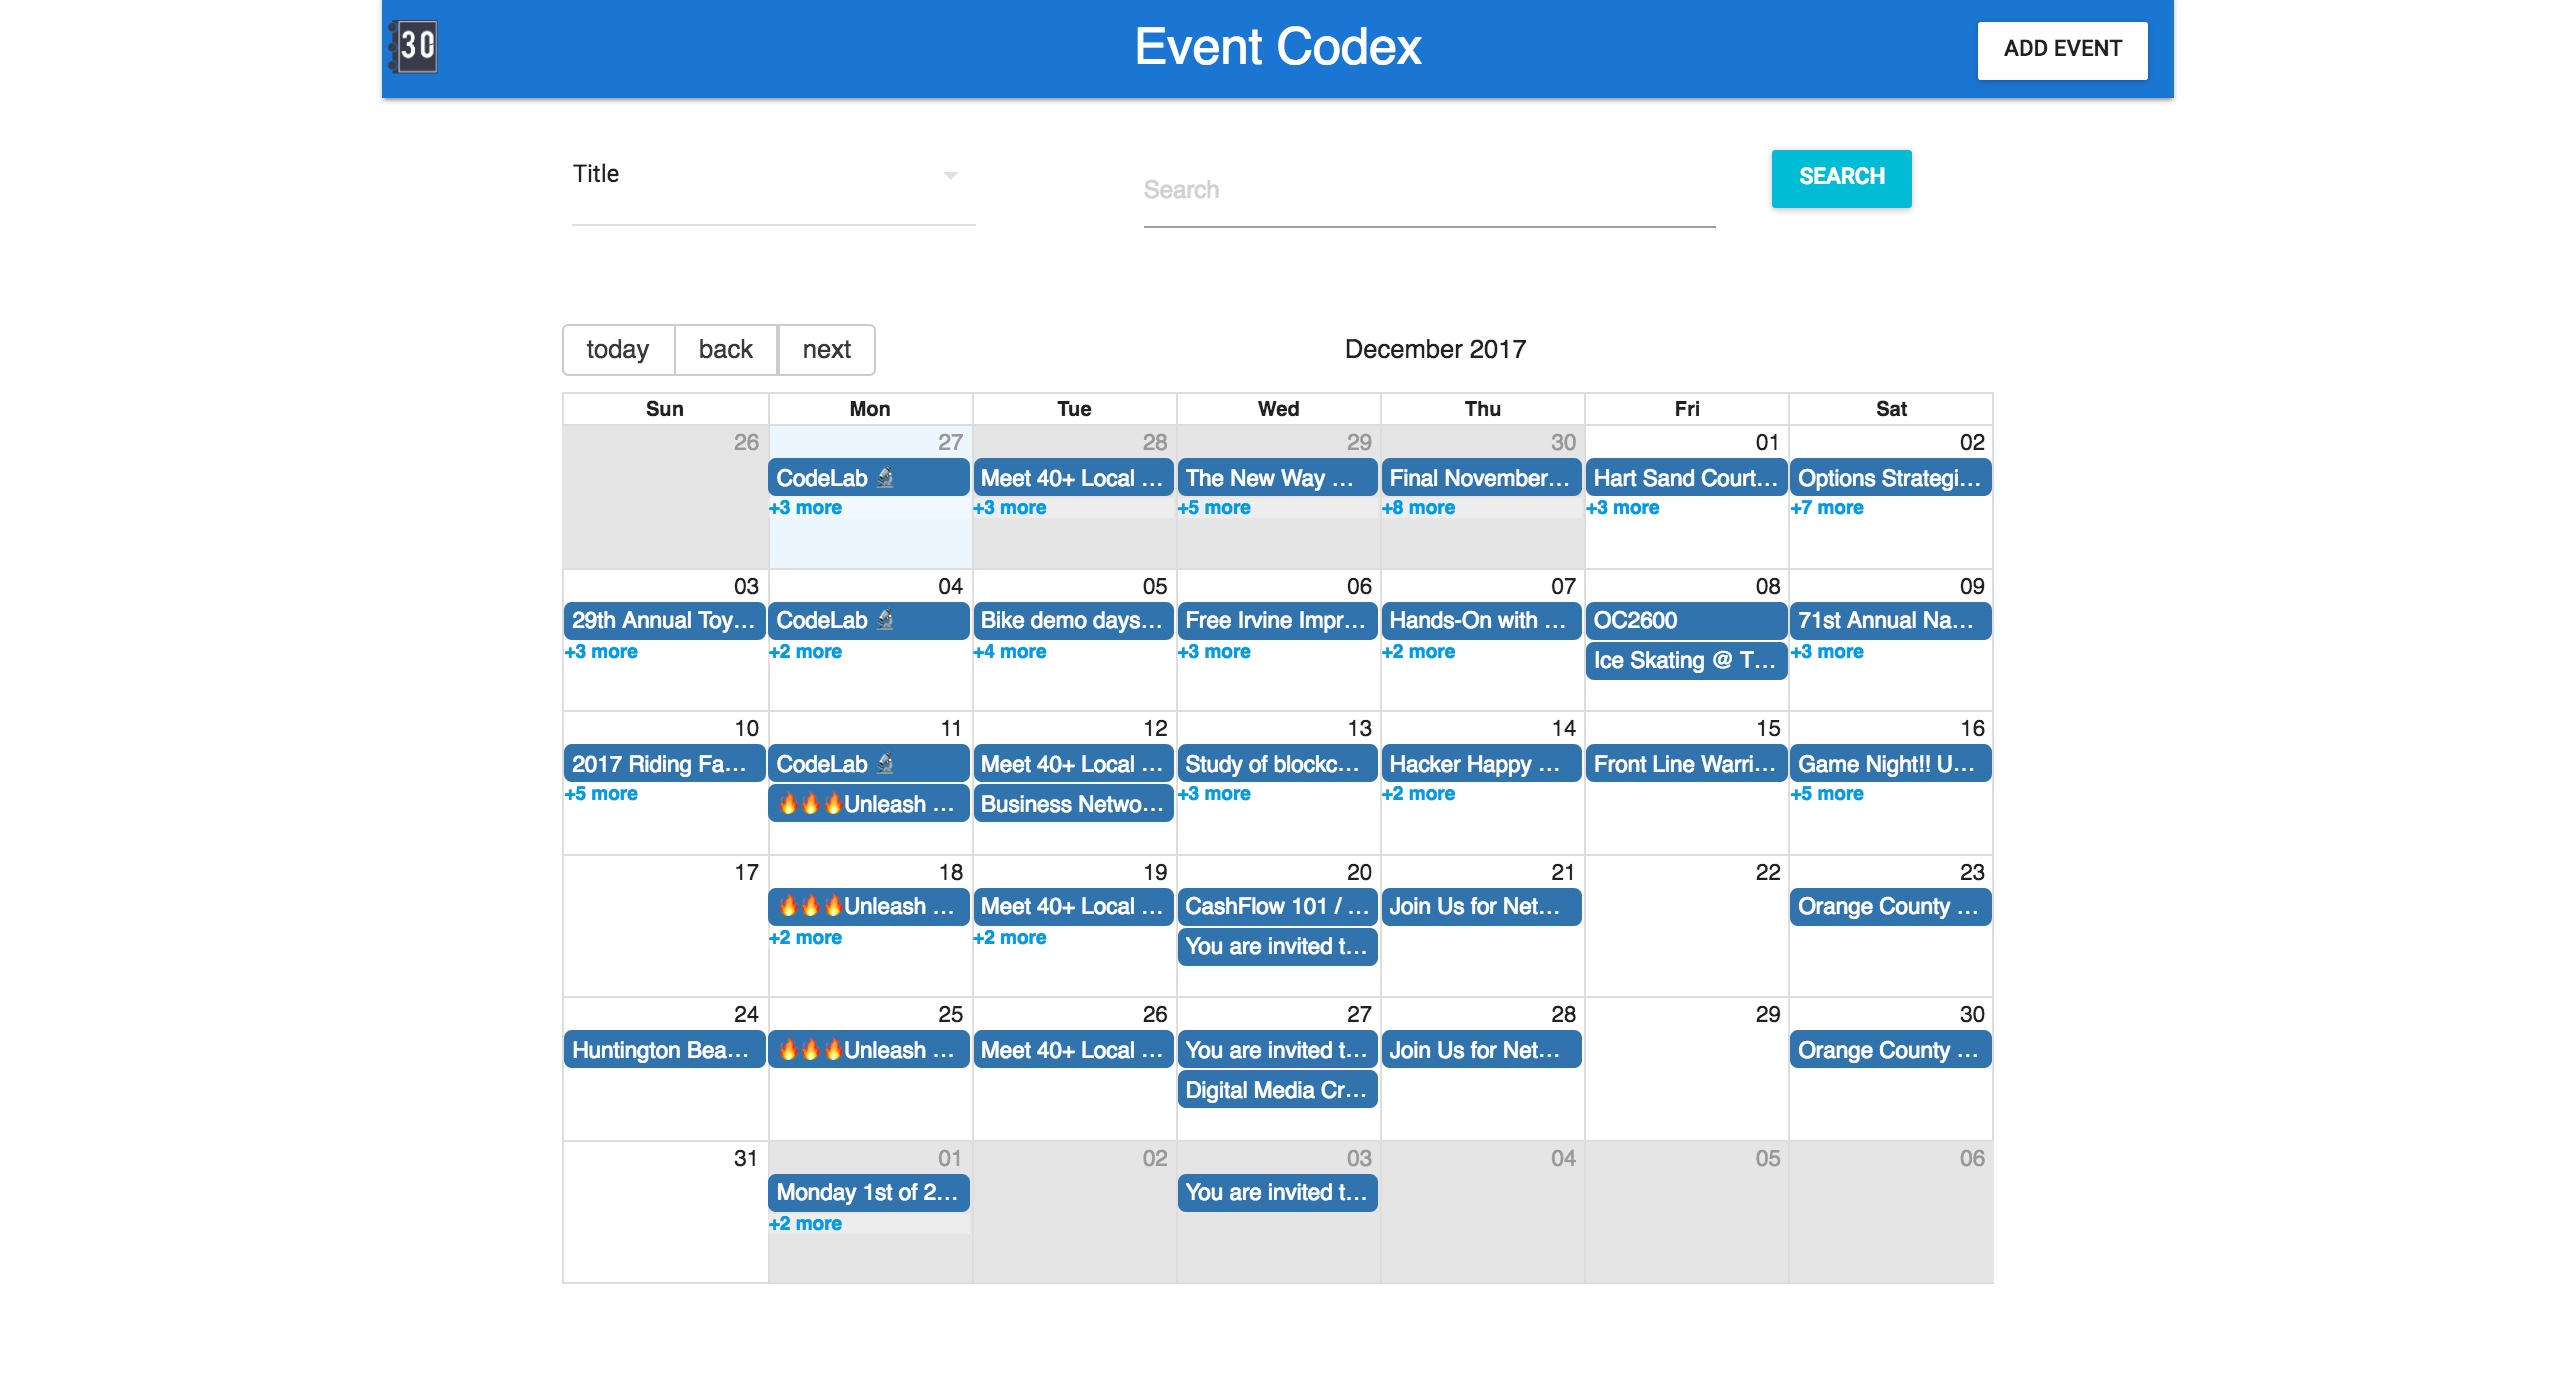 30
Event Codex
ADD EVENT
Title
Search
SEARCH
today back next
December 2017
Sun Mon Tue Wed Thu Fri Sat
26 27 28 29 30 01 02
CodeLab 🔬 Meet 40+ Local ... The New Way ... Final November... Hart Sand Court... Options Strategi...
+3 more +3 more +5 more +8 more +3 more +7 more
03 04 05 06 07 08 09
29th Annual Toy... CodeLab 🔬 Bike demo days... Free Irvine Impr... Hands-On with ... OC2600 71st Annual Na...
+3 more +2 more +4 more +3 more +2 more Ice Skating @ T... +3 more
10 11 12 13 14 15 16
2017 Riding Fa... CodeLab 🔬 Meet 40+ Local ... Study of blockc... Hacker Happy ... Front Line Warri... Game Night!! U...
+5 more 🔥🔥🔥Unleash ... Business Netwo... +3 more +2 more +5 more
17 18 19 20 21 22 23
🔥🔥🔥Unleash ... Meet 40+ Local ... CashFlow 101 / ... Join Us for Net... Orange County ...
+2 more +2 more You are invited t...
24 25 26 27 28 29 30
Huntington Bea... 🔥🔥🔥Unleash ... Meet 40+ Local ... You are invited t... Join Us for Net... Orange County ...
Digital Media Cr...
31 01 02 03 04 05 06
Monday 1st of 2... You are invited t...
+2 more